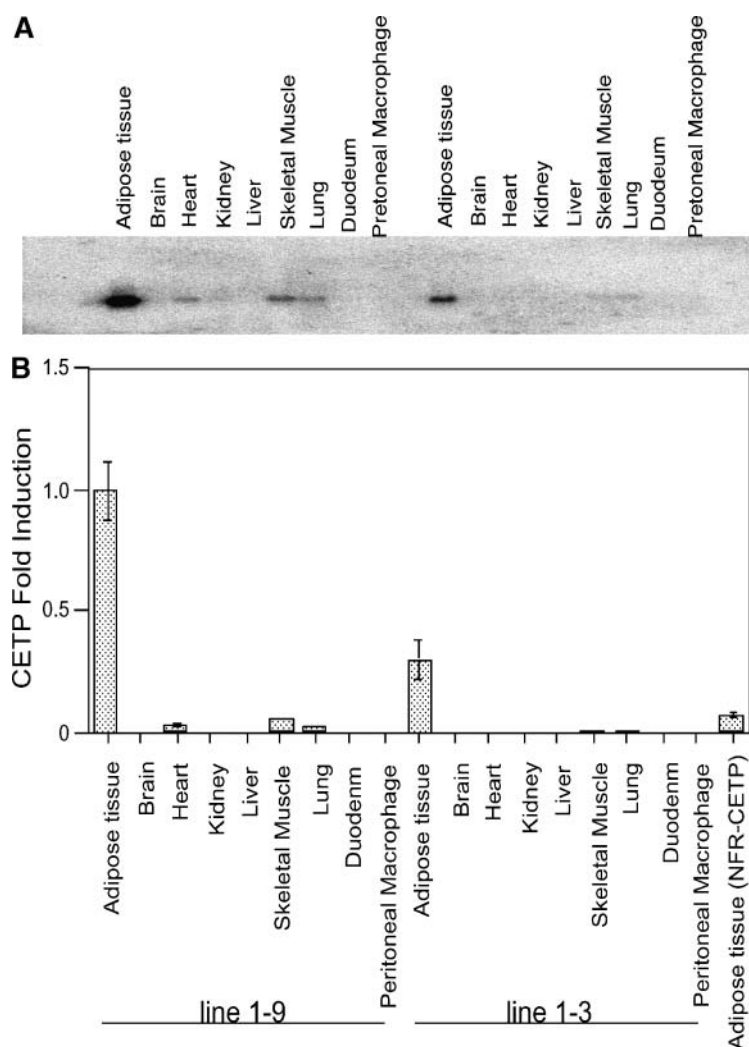 A
Adipose tissue
Brain
Heart
Kidney
Liver
Skeletal Muscle
Lung
Duodeum
Pretoneal Macrophage
Adipose tissue
Brain
Heart
Kidney
Liver
Skeletal Muscle
Lung
Duodeum
Pretoneal Macrophage
B
CETP Fold Induction
1.5
1.0
0.5
0
Adipose tissue
Brain
Heart
Kidney
Liver
Skeletal Muscle
Lung
Duodenm
Peritoneal Macrophage
Adipose tissue
Brain
Heart
Kidney
Liver
Skeletal Muscle
Lung
Duodenm
Peritoneal Macrophage
Adipose tissue (NFR-CETP)
line 1-9
line 1-3